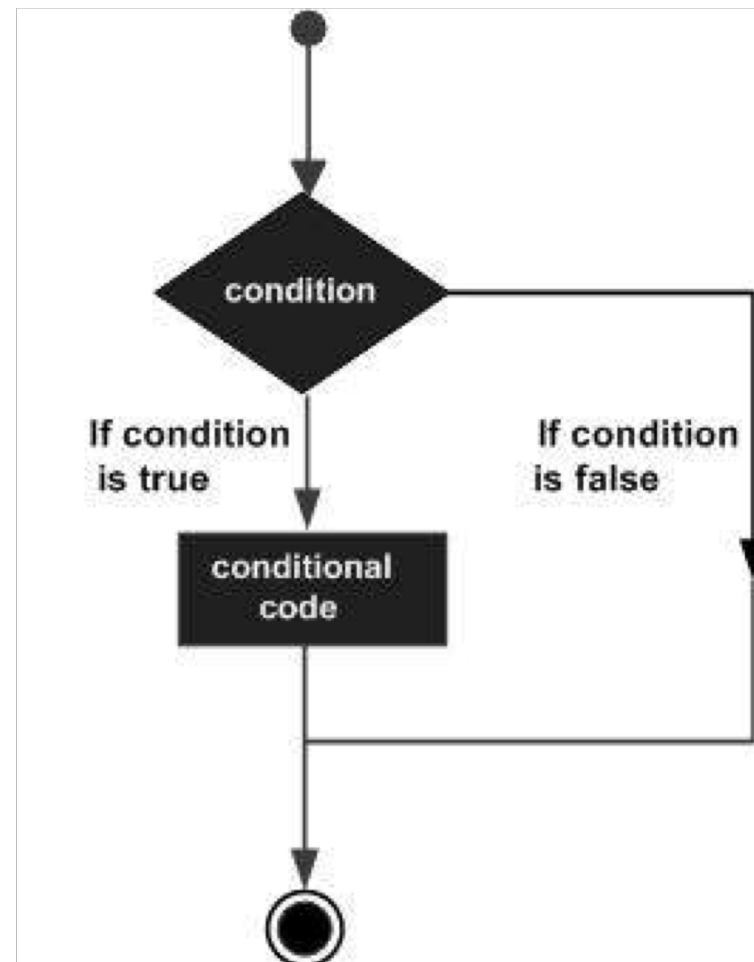 condition
If condition
is true
If condition
is false
conditional
code